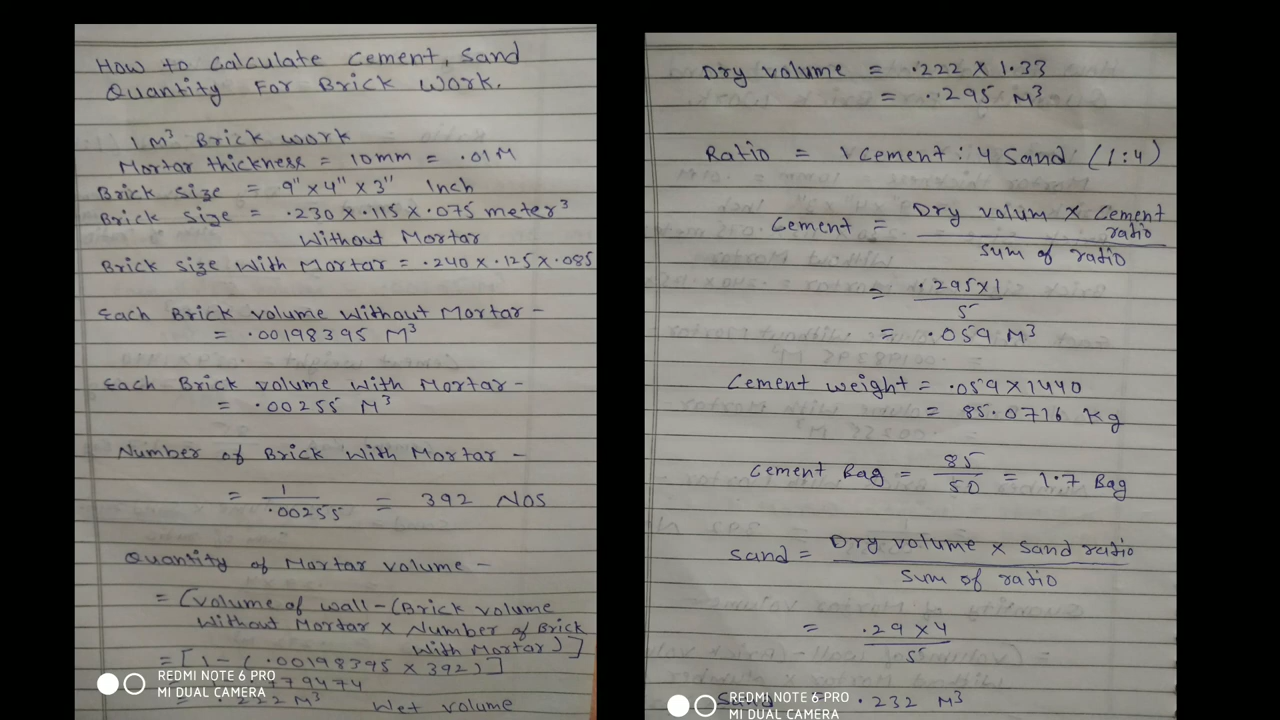 How to Calculate Cement, Sand
Quantity For Brick Work.
1 M³ Brick work
Mortar thickness = 10mm = .01M
Brick Size = 9" x 4" x 3" Inch
Brick size = .230 x .115 x .075 meter³
Without Mortar
Brick size With Mortar = .240 x .125 x .085
Each Brick volume Without Mortar -
= .00198395 M³
Each Brick volume With Mortar -
= .00255 M³
Number of Brick With Mortar -
= 1/.00255 = 392 Nos
Quantity of Mortar volume -
= (volume of wall - (Brick volume
Without Mortar x Number of Brick
With Mortar)]
= [1 - (.00198395 x 392)]
779474
= .222 M³ Wet volume
REDMI NOTE 6 PRO
MI DUAL CAMERA
Dry volume = .222 x 1.33
= .295 M³
Ratio = 1 Cement : 4 Sand (1:4)
Cement = Dry volum x Cement
ratio
sum of ratio
= .295x1
5
= .059 M³
Cement weight = .059 x 1440
= 85.0716 Kg
Cement Bag = 85/50 = 1.7 Bag
Sand = Dry volume x Sand ratio
Sum of ratio
= .29 x 4
5
Sand .232 M³
REDMI NOTE 6 PRO
MI DUAL CAMERA